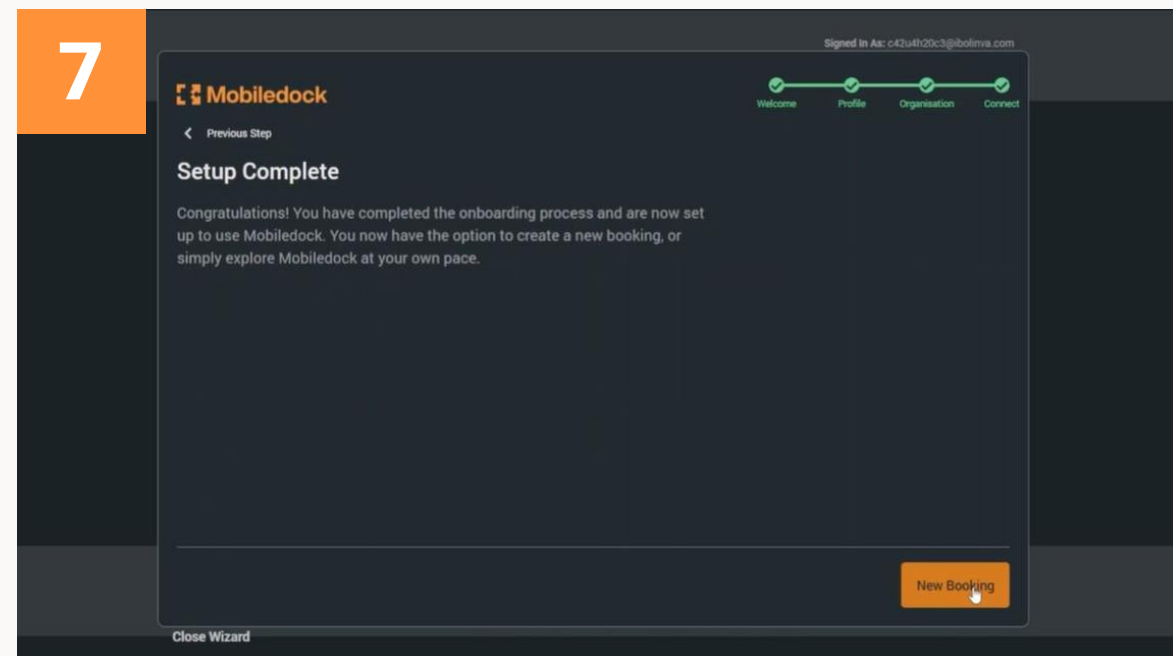 7
Signed In As: c42u4h20c3@ibolinva.com
Mobiledock
Welcome Profile Organisation Connect
Previous Step
Setup Complete
Congratulations! You have completed the onboarding process and are now set
up to use Mobiledock. You now have the option to create a new booking, or
simply explore Mobiledock at your own pace.
New Booking
Close Wizard